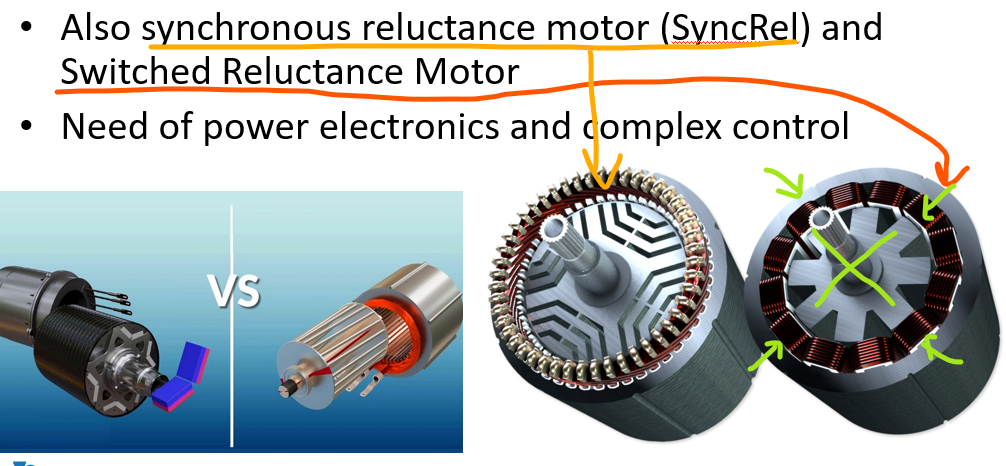 • Also synchronous reluctance motor (SyncRel) and
Switched Reluctance Motor
• Need of power electronics and complex control
VS